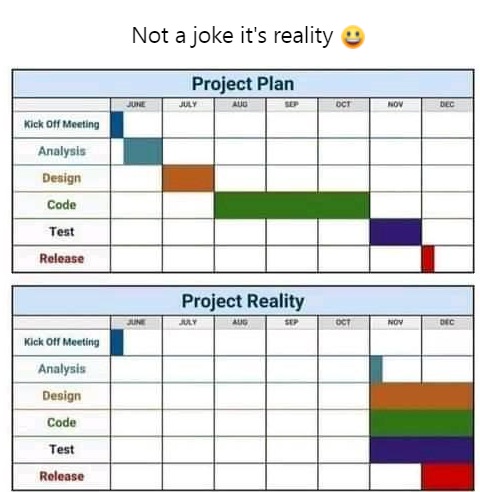 Not a joke it's reality 😀
Project Plan
JUNE JULY AUG SEP OCT NOV DEC
Kick Off Meeting
Analysis
Design
Code
Test
Release
Project Reality
JUNE JULY AUG SEP OCT NOV DEC
Kick Off Meeting
Analysis
Design
Code
Test
Release